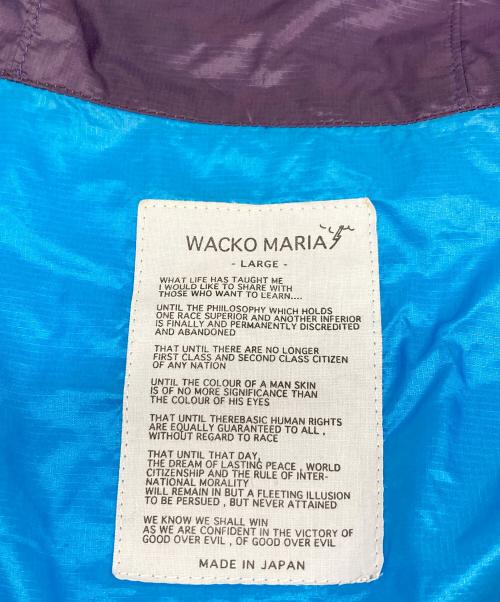 WACKO MARIA
- LARGE -
WHAT LIFE HAS TAUGHT ME
I WOULD LIKE TO SHARE WITH
THOSE WHO WANT TO LEARN....
UNTIL THE PHIILOSOPHY WHICH HOLDS
ONE RACE SUPERIOR AND ANOTHER INFERIOR
IS FINALLY AND PERMANENTLY DISCREDITED
AND ABANDONED
THAT UNTIL THERE ARE NO LONGER
FIRST CLASS AND SECOND CLASS CITIZEN
OF ANY NATION
UNTIL THE COLOUR OF A MAN SKIN
IS OF NO MORE SIGNIFICANCE THAN
THE COLOUR OF HIS EYES
THAT UNTIL THEREBASIC HUMAN RIGHTS
ARE EQUALLY GUARANTEED TO ALL ,
WITHOUT REGARD TO RACE
THAT UNTIL THAT DAY,
THE DREAM OF LASTING PEACE , WORLD
CITIZENSHIP AND THE RULE OF INTER-
NATIONAL MORALITY
WILL REMAIN IN BUT A FLEETING ILLUSION
TO BE PERSUED , BUT NEVER ATTAINED
WE KNOW WE SHALL WIN
AS WE ARE CONFIDENT IN THE VICTORY OF
GOOD OVER EVIL , OF GOOD OVER EVIL
MADE IN JAPAN